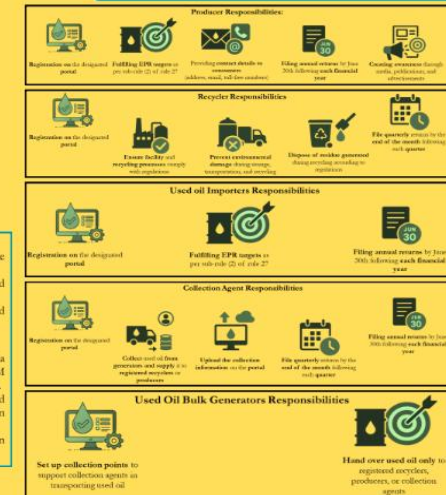 Producer Responsibilities:
Registration on the designated
portal
Fulfilling EPR targets as
per sub-rule (2) of rule 27
Providing contact details to
consumers
(address, email, toll-free numbers)
Filing annual returns by June
30th following each financial
year
Creating awareness through
media, publications, and
advertisements
Recycler Responsibilities
Registration on the designated
portal
Ensure facility and
recycling processes comply
with regulations
Prevent environmental
damage during storage,
transportation, and recycling
Dispose of residue generated
during recycling according to
regulations
File quarterly returns by the
end of the month following
each quarter
Used oil Importers Responsibilities
Registration on the designated
portal
Fulfilling EPR targets as
per sub-rule (2) of rule 27
JUN
30
Filing annual returns by June
30th following each financial
year
Collection Agent Responsibilities
Registration on the designated
portal
Collect used oil from
generators and supply it to
registered recyclers or
producers
Upload the collection
information on the portal
File quarterly returns by the
end of the month following
each quarter
JUN
30
Filing annual returns by June
30th following each financial
year
Used Oil Bulk Generators Responsibilities
Set up collection points to
support collection agents in
transporting used oil
Hand over used oil only to
registered recyclers,
producers, or collection
agents